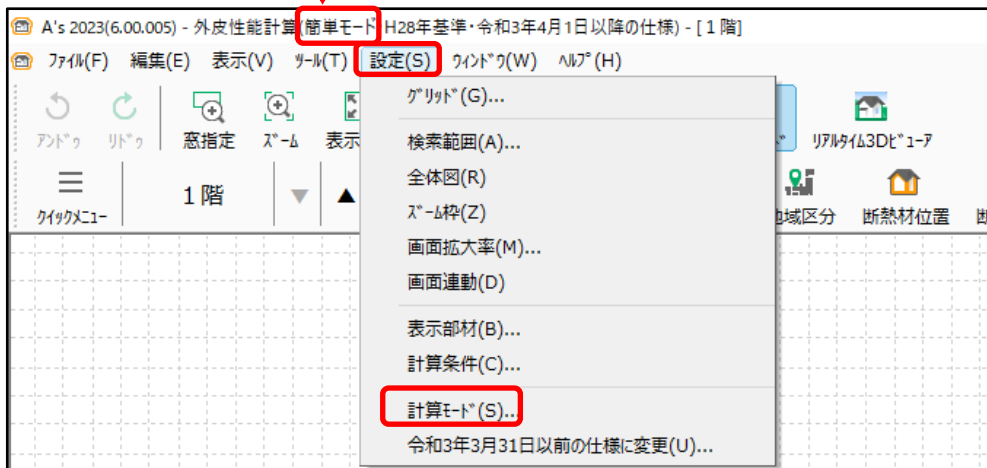 A's 2023(6.00.005) - 外皮性能計算(簡単モード H28年基準・令和3年4月1日以降の仕様) - [1階]
ﾌｧｲﾙ(F) 編集(E) 表示(V) ﾂｰﾙ(T) 設定(S) ｳｨﾝﾄﾞｳ(W) ﾍﾙﾌﾟ(H)
ｱﾝﾄﾞｩ ﾘﾄﾞｩ 窓指定 ｽﾞｰﾑ 表示 ﾘｱﾙﾀｲﾑ3Dﾋﾞｭｰｱ
ｸｲｯｸﾒﾆｭｰ 1階 ▼ ▲ 地域区分 断熱材位置
ｸﾞﾘｯﾄﾞ(G)...
検索範囲(A)...
全体図(R)
ｽﾞｰﾑ枠(Z)
画面拡大率(M)...
画面連動(D)
表示部材(B)...
計算条件(C)...
計算ﾓｰﾄﾞ(S)...
令和3年3月31日以前の仕様に変更(U)...